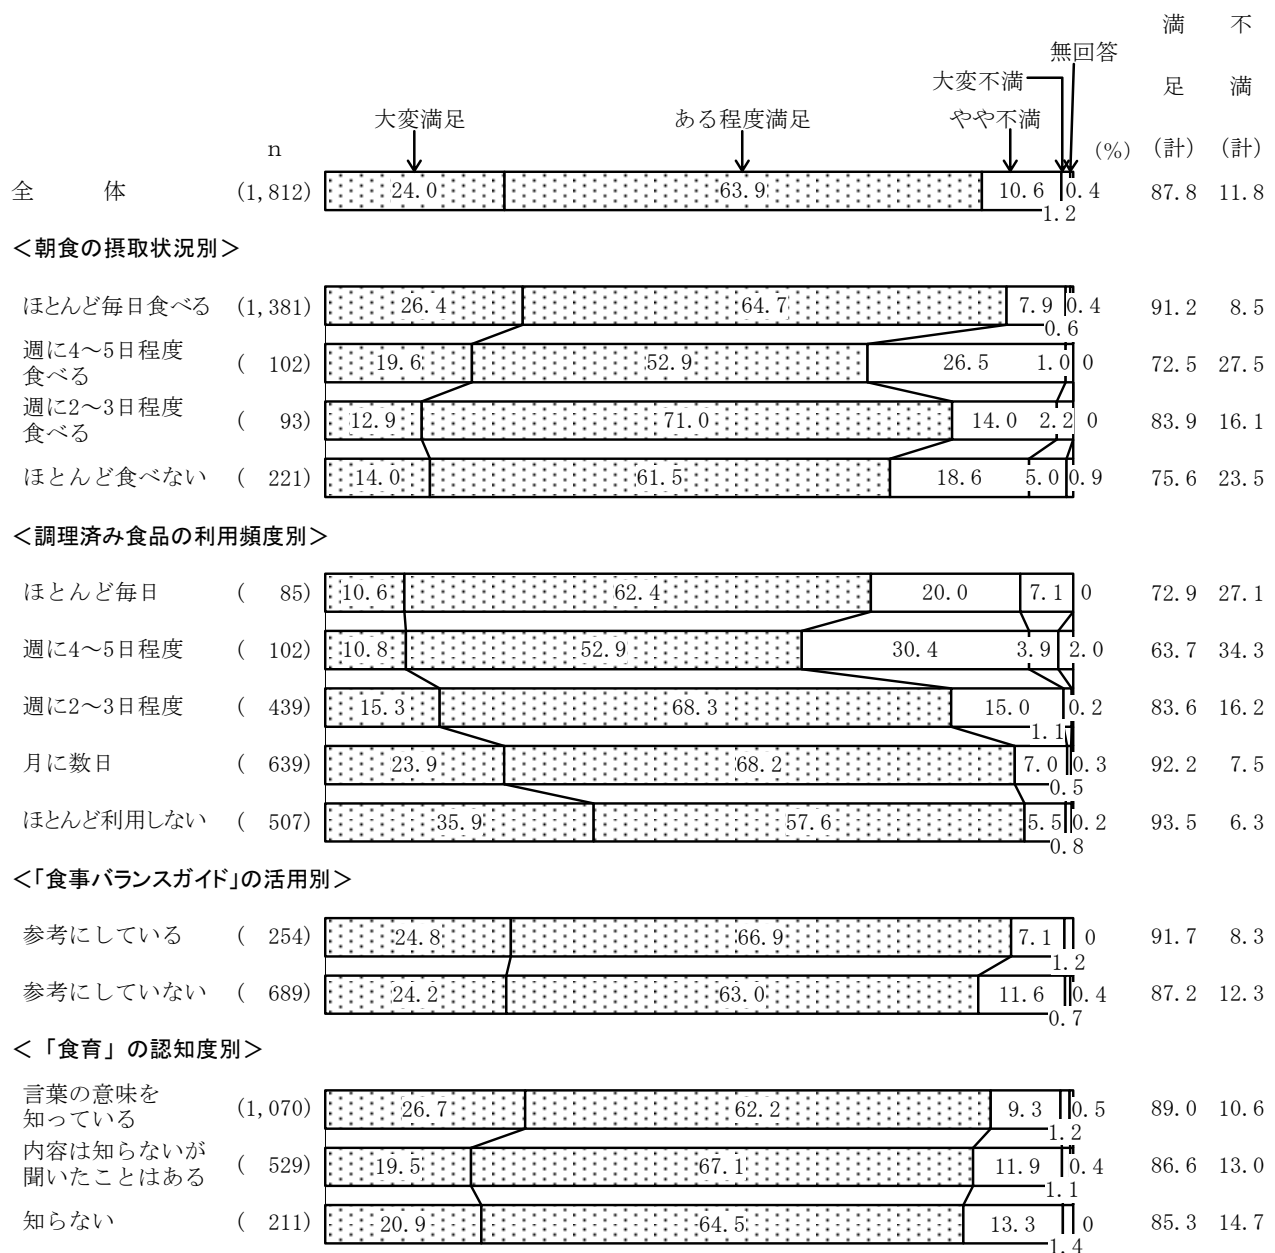 満 不
無回答
大変不満 足 満
大変満足 ある程度満足 やや不満
n (%) (計) (計)
全 体 (1,812) 24.0 63.9 10.6 0.4 87.8 11.8
1.2
＜朝食の摂取状況別＞
ほとんど毎日食べる (1,381) 26.4 64.7 7.9 0.4 91.2 8.5
0.6
週に4～5日程度
食べる ( 102) 19.6 52.9 26.5 1.0 0 72.5 27.5
週に2～3日程度
食べる ( 93) 12.9 71.0 14.0 2.2 0 83.9 16.1
ほとんど食べない ( 221) 14.0 61.5 18.6 5.0 0.9 75.6 23.5
＜調理済み食品の利用頻度別＞
ほとんど毎日 ( 85) 10.6 62.4 20.0 7.1 0 72.9 27.1
週に4～5日程度 ( 102) 10.8 52.9 30.4 3.9 2.0 63.7 34.3
週に2～3日程度 ( 439) 15.3 68.3 15.0 0.2 83.6 16.2
1.1
月に数日 ( 639) 23.9 68.2 7.0 0.3 92.2 7.5
0.5
ほとんど利用しない ( 507) 35.9 57.6 5.5 0.2 93.5 6.3
0.8
＜「食事バランスガイド」の活用別＞
参考にしている ( 254) 24.8 66.9 7.1 0 91.7 8.3
1.2
参考にしていない ( 689) 24.2 63.0 11.6 0.4 87.2 12.3
0.7
＜「食育」の認知度別＞
言葉の意味を
知っている (1,070) 26.7 62.2 9.3 0.5 89.0 10.6
1.2
内容は知らないが
聞いたことはある ( 529) 19.5 67.1 11.9 0.4 86.6 13.0
1.1
知らない ( 211) 20.9 64.5 13.3 0 85.3 14.7
1.4